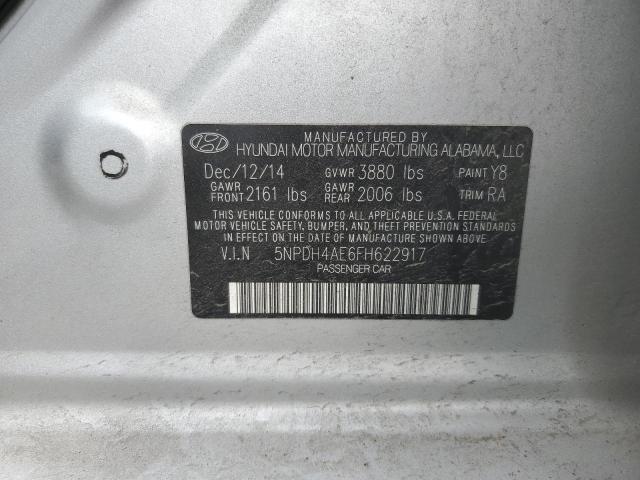 MANUFACTURED BY
HYUNDAI MOTOR MANUFACTURING ALABAMA, LLC
Dec/12/14 GVWR 3880 lbs PAINT Y8
GAWR FRONT 2161 lbs GAWR REAR 2006 lbs TRIM RA
THIS VEHICLE CONFORMS TO ALL APPLICABLE U.S.A. FEDERAL
MOTOR VEHICLE SAFETY, BUMPER, AND THEFT PREVENTION STANDARDS
IN EFFECT ON THE DATE OF MANUFACTURE SHOWN ABOVE.
V.I.N 5NPDH4AE6FH622917
PASSENGER CAR